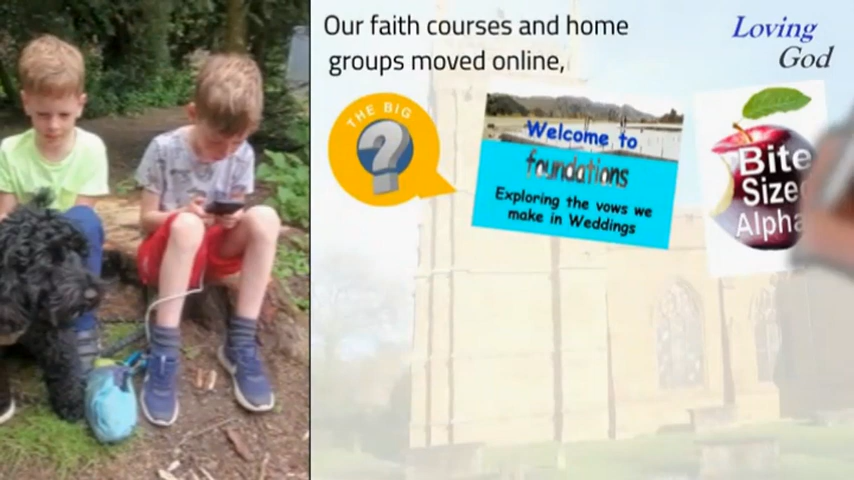 Our faith courses and home
groups moved online,
Loving
God
THE BIG
?
Welcome to
foundations
Exploring the vows we
make in Weddings
Bite
Size
Alpha